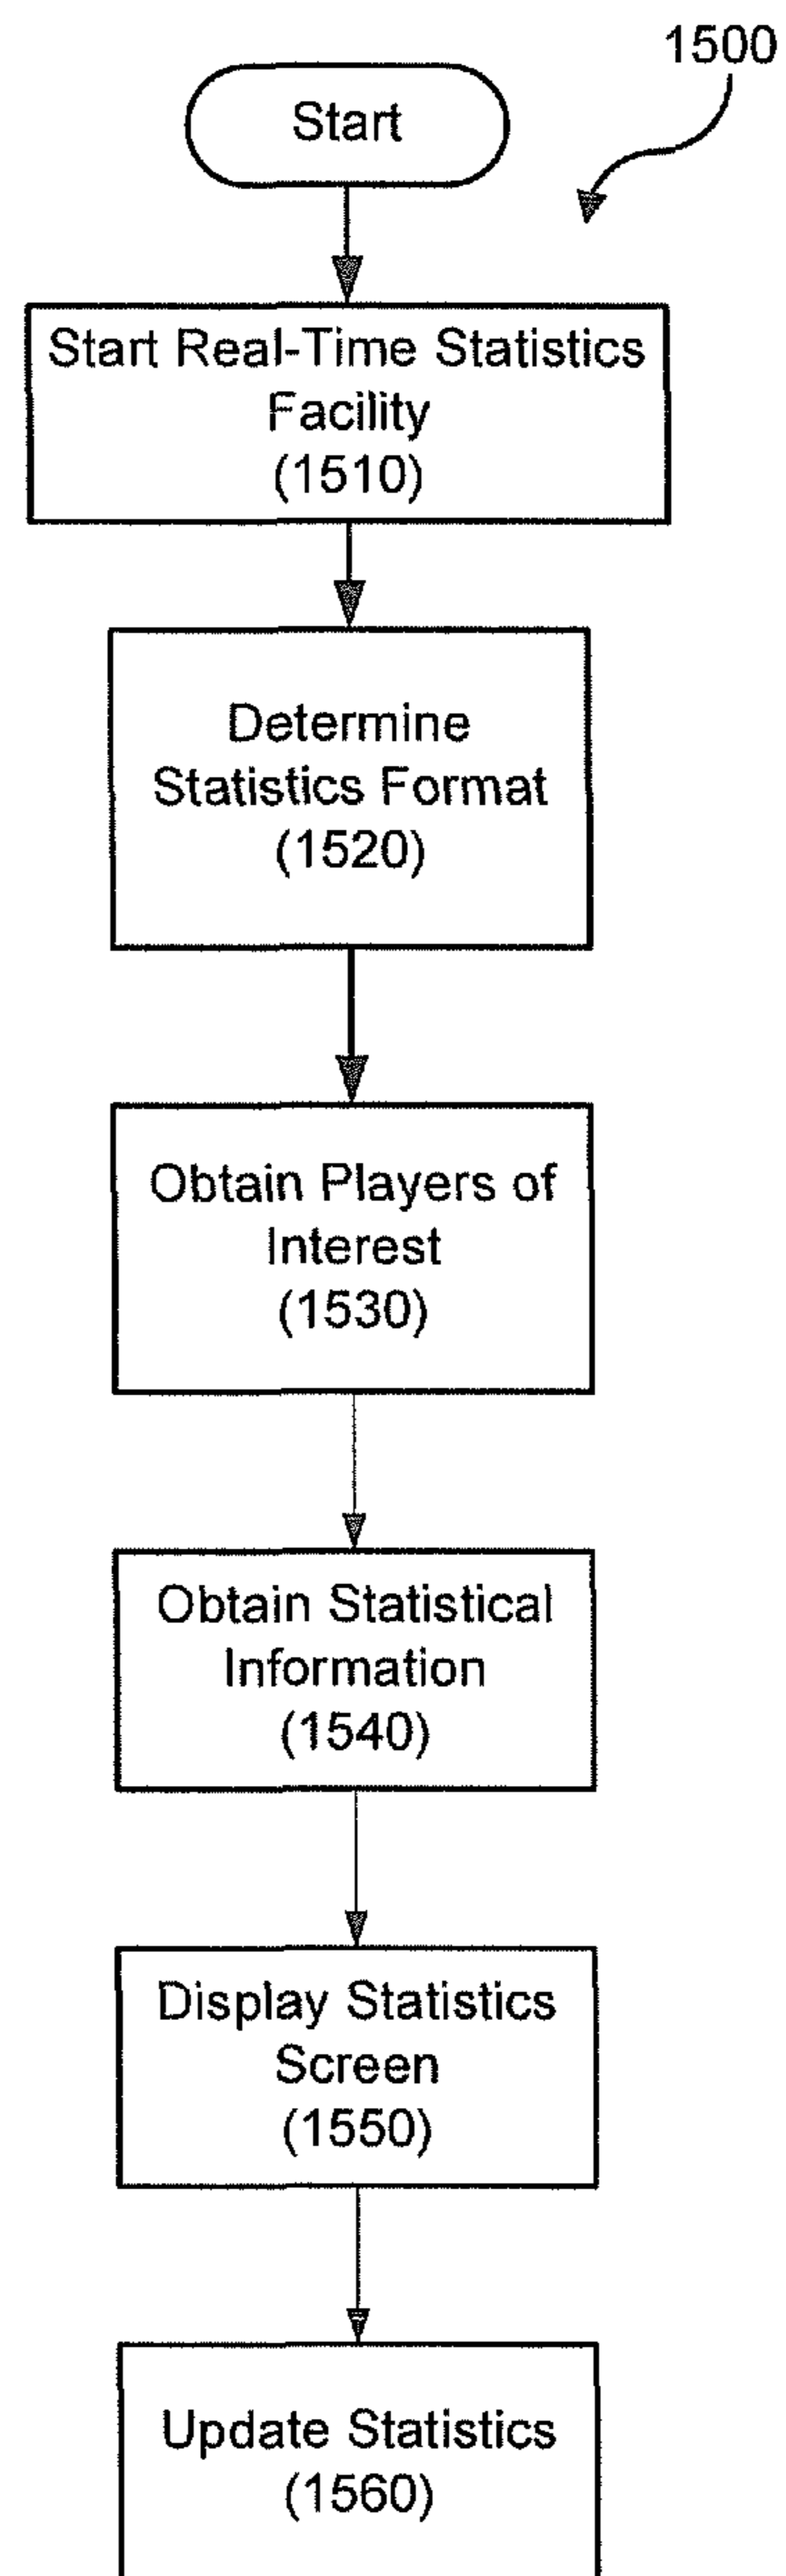 1500
Start
Start Real-Time Statistics
Facility
(1510)
Determine
Statistics Format
(1520)
Obtain Players of
Interest
(1530)
Obtain Statistical
Information
(1540)
Display Statistics
Screen
(1550)
Update Statistics
(1560)